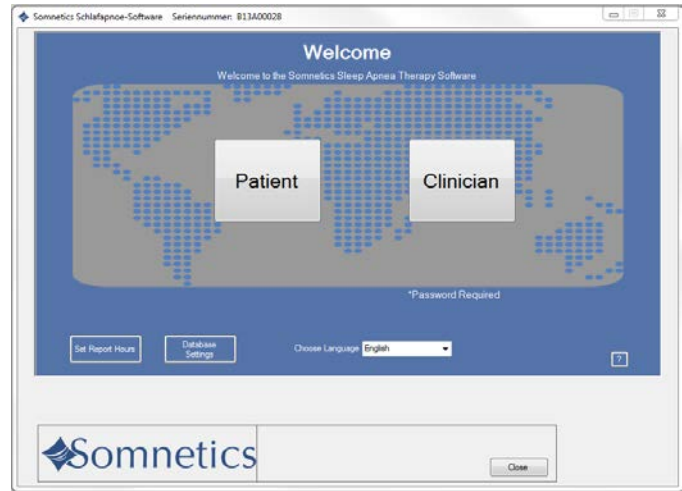 Somnetics Schlafapnoe-Software Seriennummer: B13A00028
Welcome
Welcome to the Somnetics Sleep Apnea Therapy Software
Patient Clinician
*Password Required
Set Report Hours Database Settings Choose Language English ?
Somnetics Close